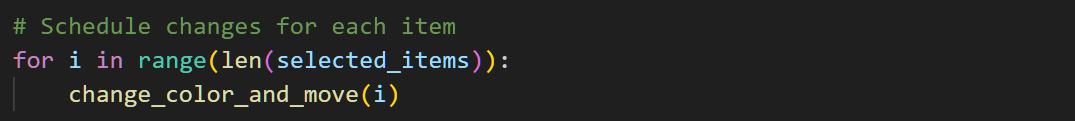 # Schedule changes for each item
for i in range(len(selected_items)):
    change_color_and_move(i)